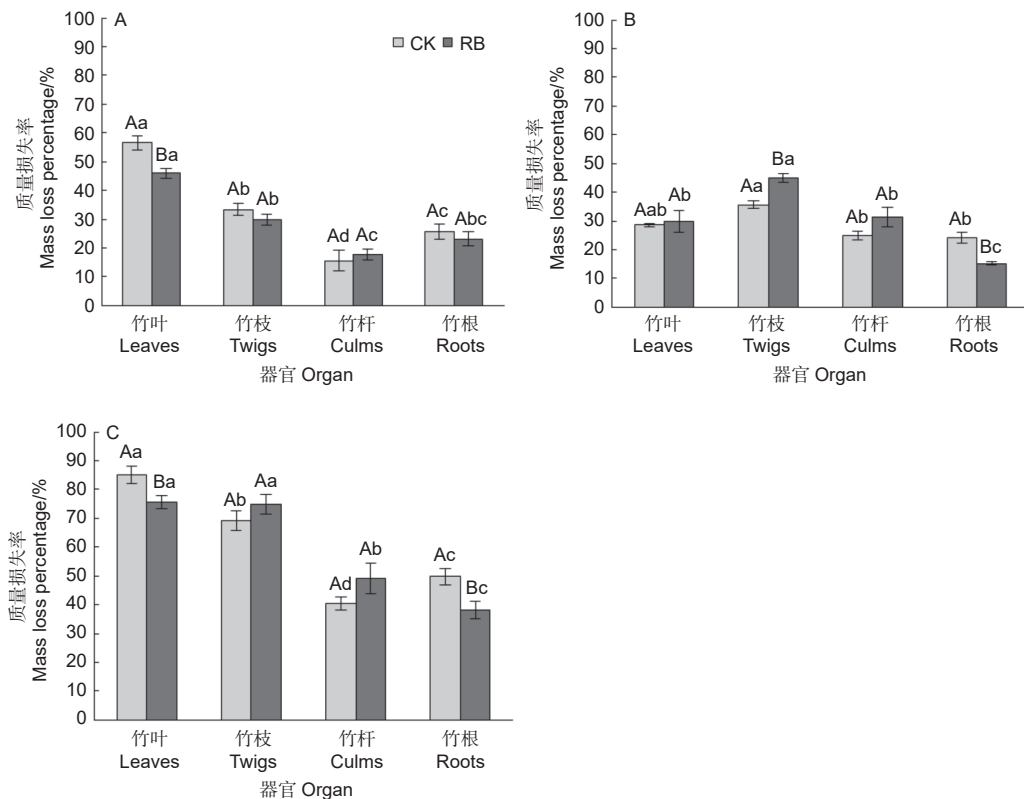 A
CK RB
100
90
80
70
60
50
40
30
20
10
0
质量损失率
Mass loss percentage/%
Aa
Ba
Ab
Ab
Ad
Ac
Ac
Abc
竹叶 竹枝 竹杆 竹根
Leaves Twigs Culms Roots
器官 Organ
B
100
90
80
70
60
50
40
30
20
10
0
质量损失率
Mass loss percentage/%
Aab
Ab
Aa
Ba
Ab
Ab
Ab
Bc
竹叶 竹枝 竹杆 竹根
Leaves Twigs Culms Roots
器官 Organ
C
100
90
80
70
60
50
40
30
20
10
0
质量损失率
Mass loss percentage/%
Aa
Ba
Ab
Aa
Ad
Ab
Ac
Bc
竹叶 竹枝 竹杆 竹根
Leaves Twigs Culms Roots
器官 Organ